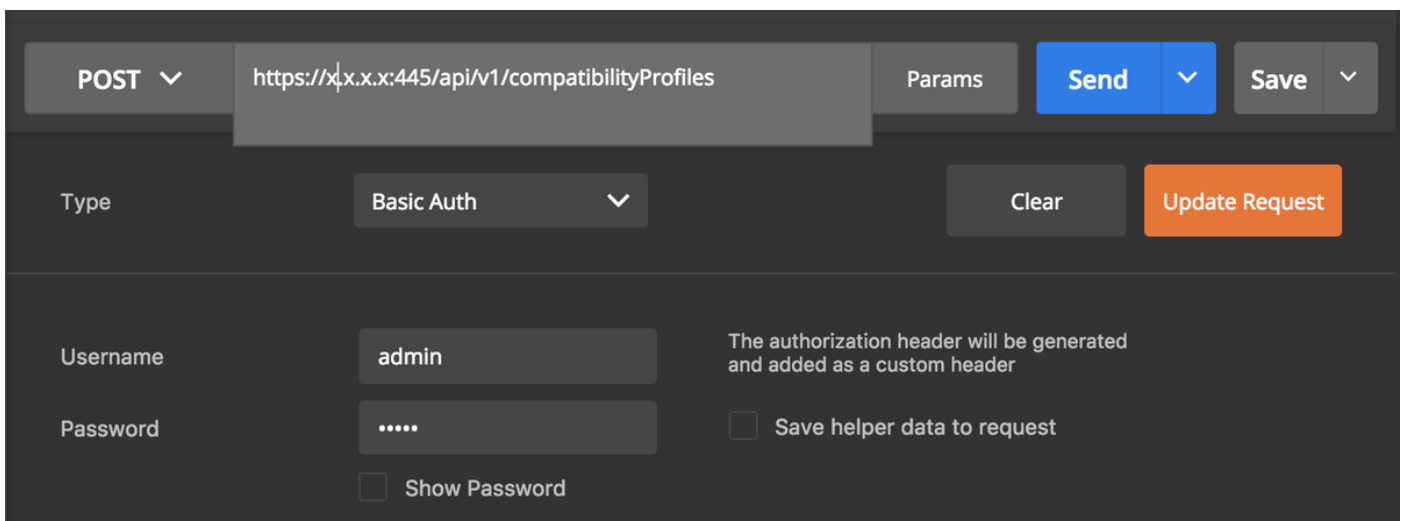 POST https://x.x.x.x:445/api/v1/compatibilityProfiles Params Send Save
Type Basic Auth Clear Update Request
Username admin The authorization header will be generated
and added as a custom header
Password ••••• Save helper data to request
Show Password